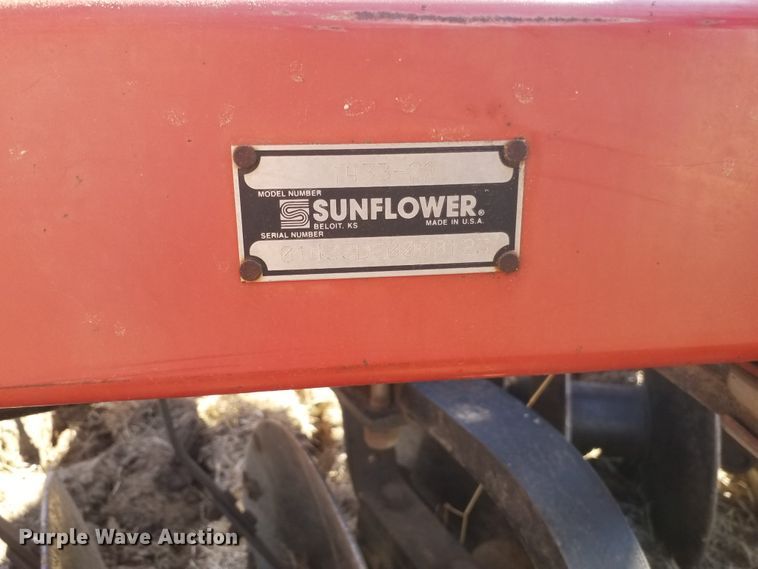 MODEL NUMBER
SUNFLOWER®
BELOIT, KS MADE IN U.S.A.
SERIAL NUMBER
Purple Wave Auction